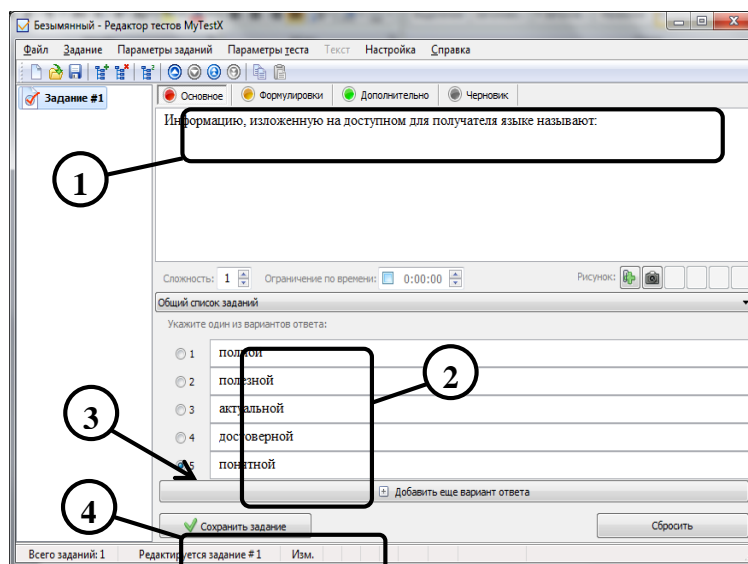 Безымянный - Редактор тестов MyTestX
Файл Задание Параметры заданий Параметры теста Текст Настройка Справка
Задание #1
Основное Формулировки Дополнительно Черновик
Информацию, изложенную на доступном для получателя языке называют:
1
Сложность: 1 Ограничение по времени: 0:00:00 Рисунок:
Общий список заданий
Укажите один из вариантов ответа:
1 полной
2
2 полезной
3 актуальной
3
4 достоверной
5 понятной
Добавить еще вариант ответа
4
Сохранить задание Сбросить
Всего заданий: 1 Редактируется задание # 1 Изм.